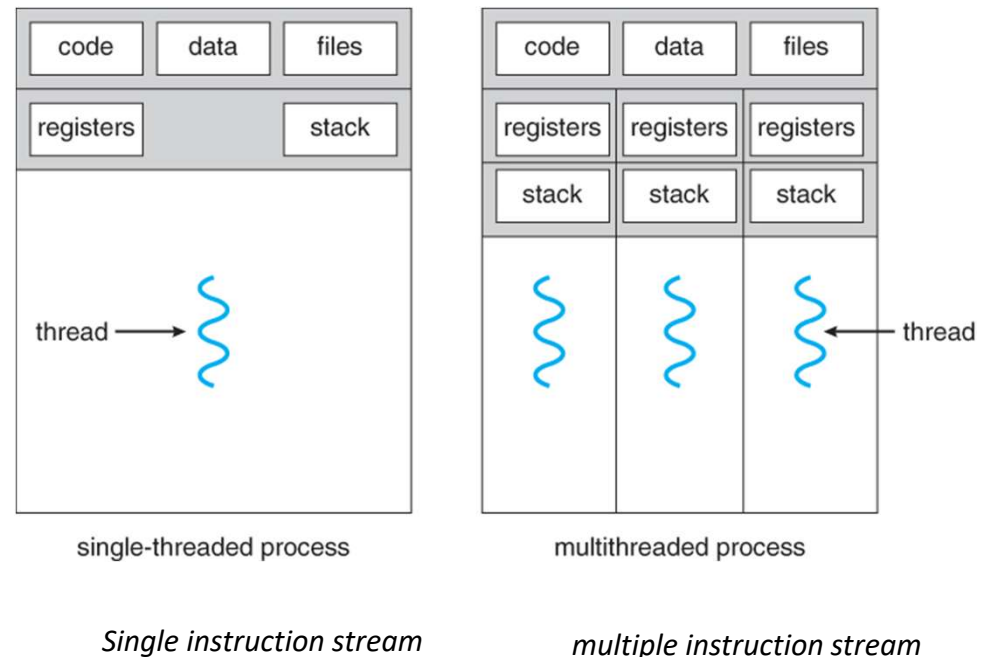 code data files
registers stack
thread
single-threaded process
Single instruction stream
code data files
registers registers registers
stack stack stack
thread
multithreaded process
multiple instruction stream